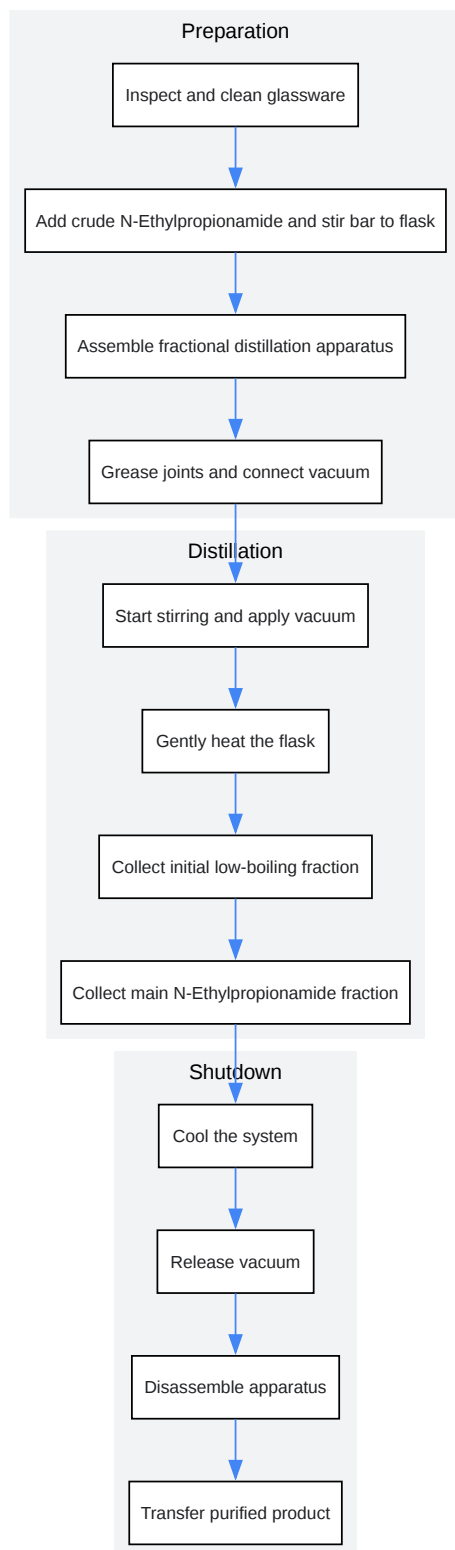 Preparation
Inspect and clean glassware
Add crude N-Ethylpropionamide and stir bar to flask
Assemble fractional distillation apparatus
Grease joints and connect vacuum
Distillation
Start stirring and apply vacuum
Gently heat the flask
Collect initial low-boiling fraction
Collect main N-Ethylpropionamide fraction
Shutdown
Cool the system
Release vacuum
Disassemble apparatus
Transfer purified product